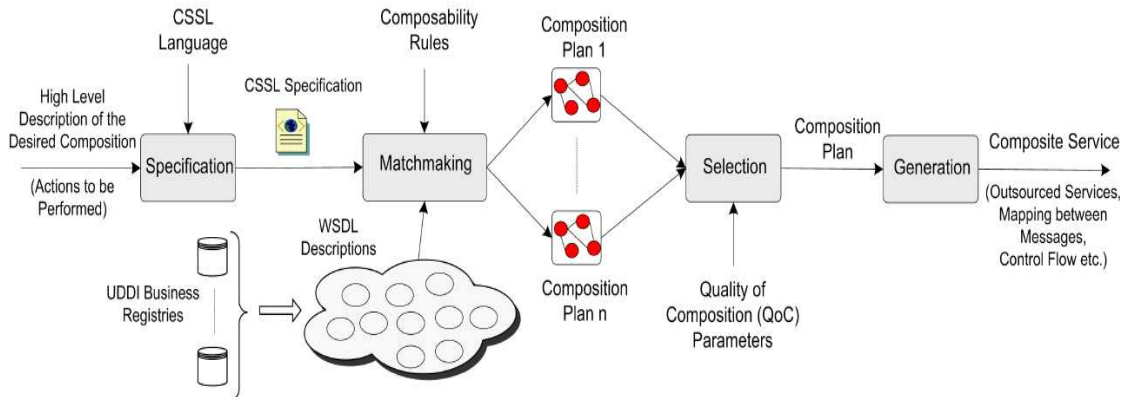 CSSL
Language
Composability
Rules
Composition
Plan 1
CSSL Specification
High Level
Description of the
Desired Composition
Specification
Matchmaking
Selection
Composition
Plan
Generation
Composite Service
(Actions to be
Performed)
(Outsourced Services,
Mapping between
Messages,
Control Flow etc.)
WSDL
Descriptions
UDDI Business
Registries
Composition
Plan n
Quality of
Composition (QoC)
Parameters